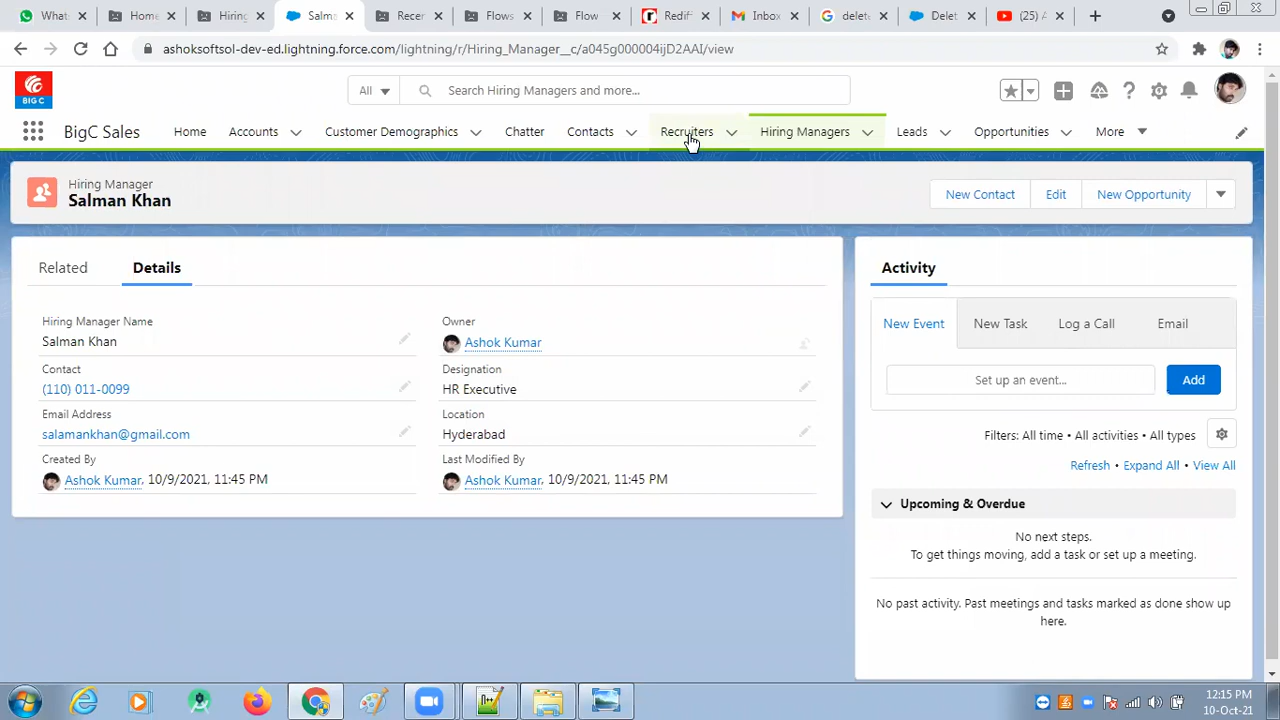 Whats
Home
Hiring
Salma
Recer
Flows
Flow
Rediff
Inbox
delete
Delet
(25) A
ashoksoftsol-dev-ed.lightning.force.com/lightning/r/Hiring_Manager__c/a045g000004ijD2AAI/view
BIG C
All
Search Hiring Managers and more...
BigC Sales
Home
Accounts
Customer Demographics
Chatter
Contacts
Recruiters
Hiring Managers
Leads
Opportunities
More
Hiring Manager
Salman Khan
New Contact
Edit
New Opportunity
Related
Details
Hiring Manager Name
Salman Khan
Owner
Ashok Kumar
Contact
(110) 011-0099
Designation
HR Executive
Email Address
salamankhan@gmail.com
Location
Hyderabad
Created By
Ashok Kumar, 10/9/2021, 11:45 PM
Last Modified By
Ashok Kumar, 10/9/2021, 11:45 PM
Activity
New Event
New Task
Log a Call
Email
Set up an event...
Add
Filters: All time • All activities • All types
Refresh • Expand All • View All
Upcoming & Overdue
No next steps.
To get things moving, add a task or set up a meeting.
No past activity. Past meetings and tasks marked as done show up
here.
12:15 PM
10-Oct-21